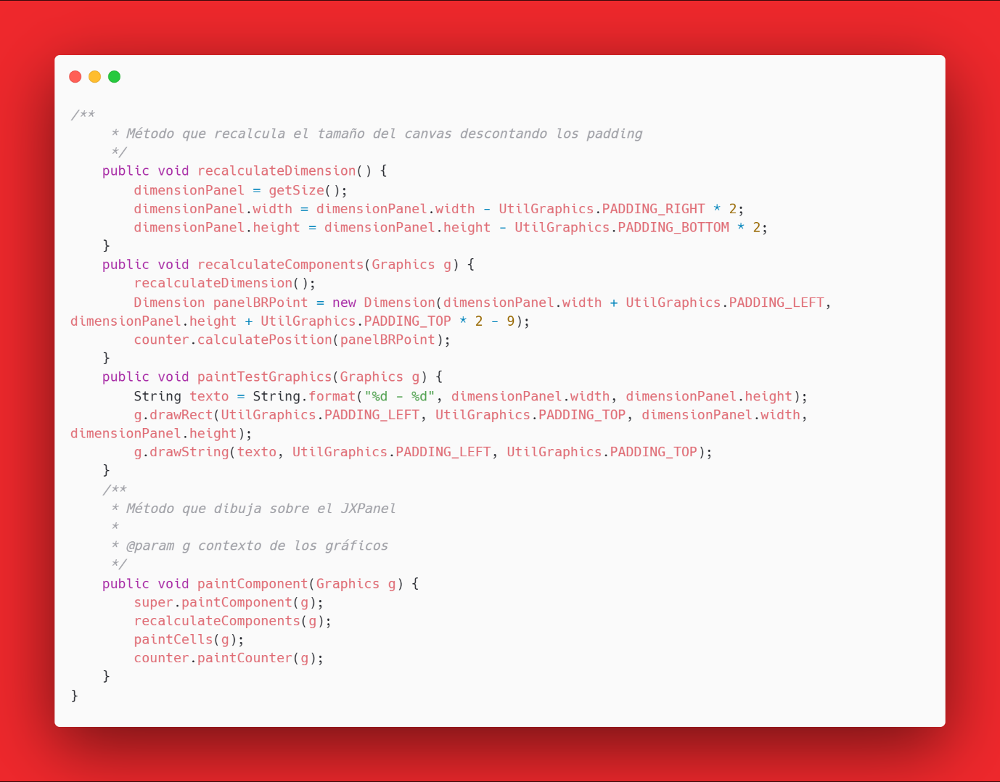 /**
     * Método que recalcula el tamaño del canvas descontando los padding
     */
    public void recalculateDimension() {
        dimensionPanel = getSize();
        dimensionPanel.width = dimensionPanel.width - UtilGraphics.PADDING_RIGHT * 2;
        dimensionPanel.height = dimensionPanel.height - UtilGraphics.PADDING_BOTTOM * 2;
    }
    public void recalculateComponents(Graphics g) {
        recalculateDimension();
        Dimension panelBRPoint = new Dimension(dimensionPanel.width + UtilGraphics.PADDING_LEFT,
dimensionPanel.height + UtilGraphics.PADDING_TOP * 2 - 9);
        counter.calculatePosition(panelBRPoint);
    }
    public void paintTestGraphics(Graphics g) {
        String texto = String.format("%d - %d", dimensionPanel.width, dimensionPanel.height);
        g.drawRect(UtilGraphics.PADDING_LEFT, UtilGraphics.PADDING_TOP, dimensionPanel.width,
dimensionPanel.height);
        g.drawString(texto, UtilGraphics.PADDING_LEFT, UtilGraphics.PADDING_TOP);
    }
    /**
     * Método que dibuja sobre el JXPanel
     *
     * @param g contexto de los gráficos
     */
    public void paintComponent(Graphics g) {
        super.paintComponent(g);
        recalculateComponents(g);
        paintCells(g);
        counter.paintCounter(g);
    }
}